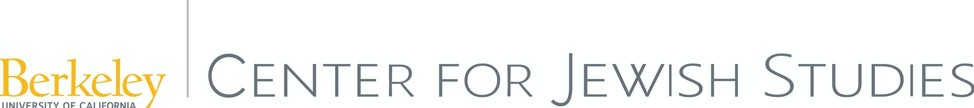 Berkeley
UNIVERSITY OF CALIFORNIA
CENTER FOR JEWISH STUDIES